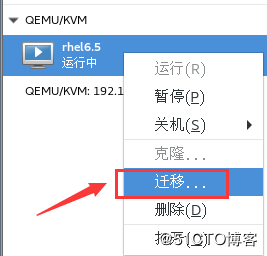 QEMU/KVM
rhel6.5
运行中
QEMU/KVM: 192.1
运行(R)
暂停(P)
关机(S)
克隆...
迁移...
删除(D)
@51CTO博客